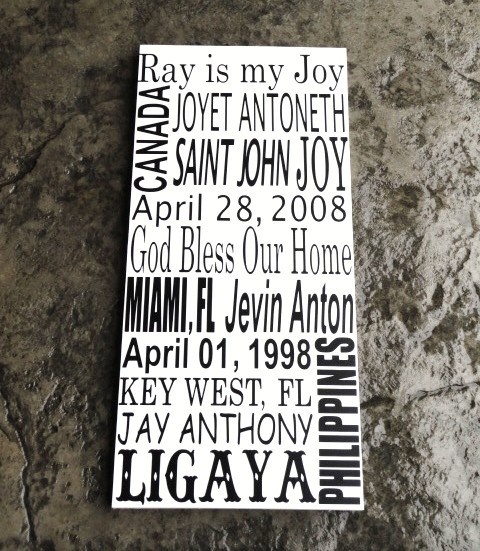 Ray is my Joy
CANADA
JOYET ANTONETH
SAINT JOHN JOY
April 28, 2008
God Bless Our Home
MIAMI, FL Jevin Anton
April 01, 1998
PHILIPPINES
KEY WEST, FL
JAY ANTHONY
LIGAYA